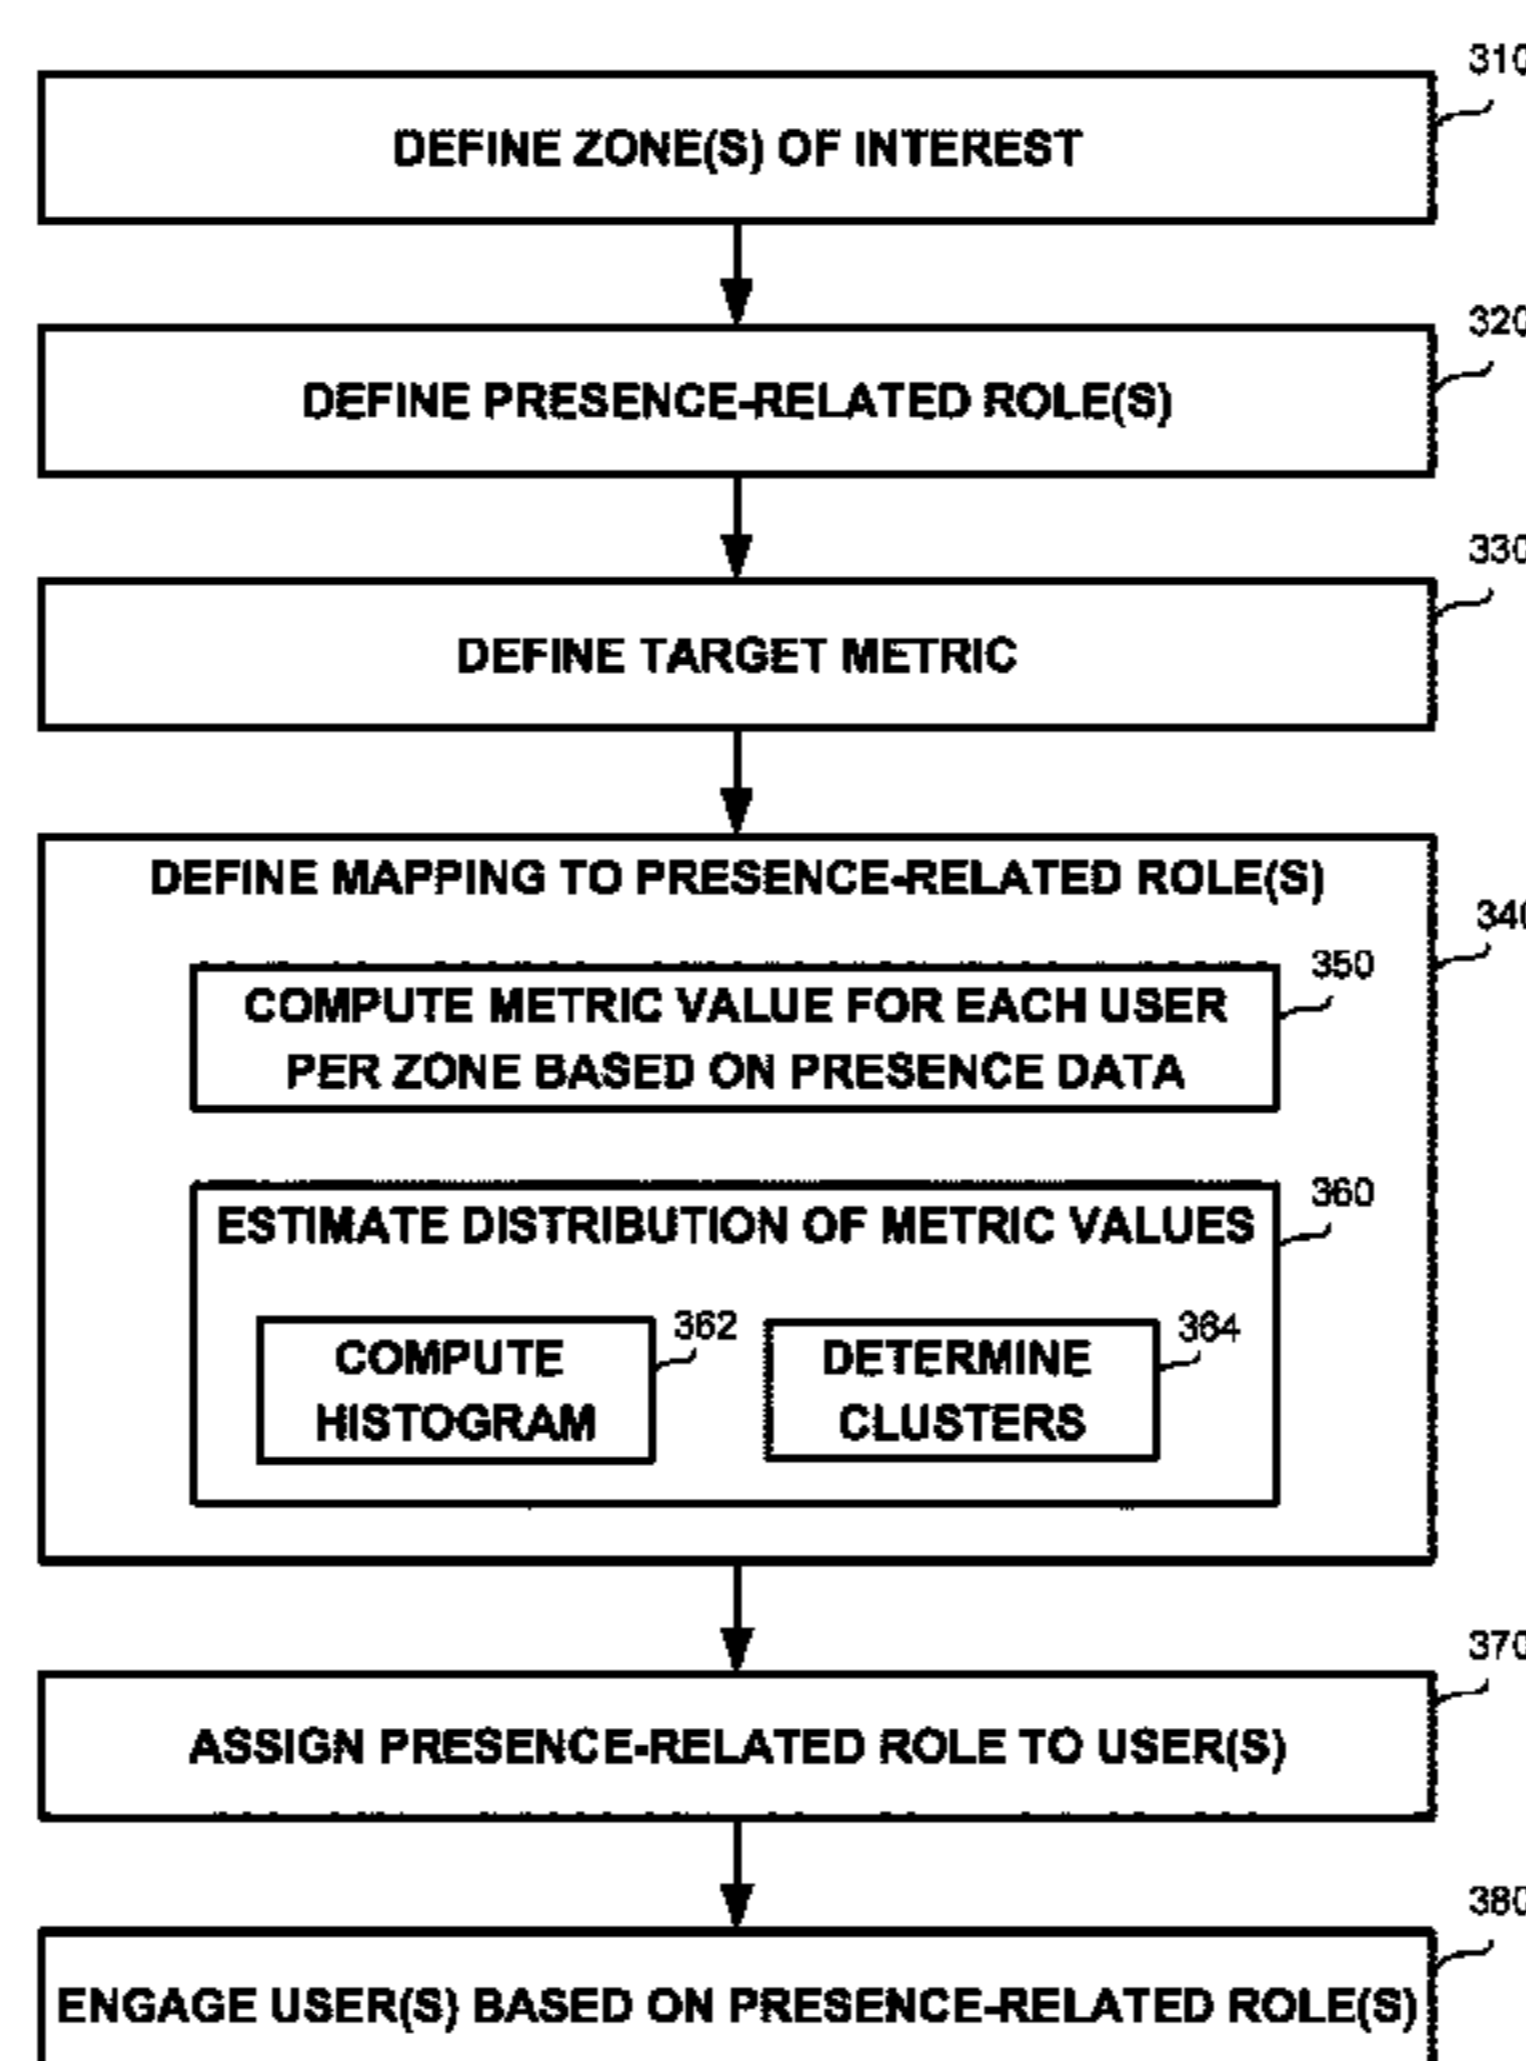 310
DEFINE ZONE(S) OF INTEREST
320
DEFINE PRESENCE-RELATED ROLE(S)
330
DEFINE TARGET METRIC
DEFINE MAPPING TO PRESENCE-RELATED ROLE(S)
340
350
COMPUTE METRIC VALUE FOR EACH USER
PER ZONE BASED ON PRESENCE DATA
360
ESTIMATE DISTRIBUTION OF METRIC VALUES
362
COMPUTE
HISTOGRAM
364
DETERMINE
CLUSTERS
370
ASSIGN PRESENCE-RELATED ROLE TO USER(S)
380
ENGAGE USER(S) BASED ON PRESENCE-RELATED ROLE(S)